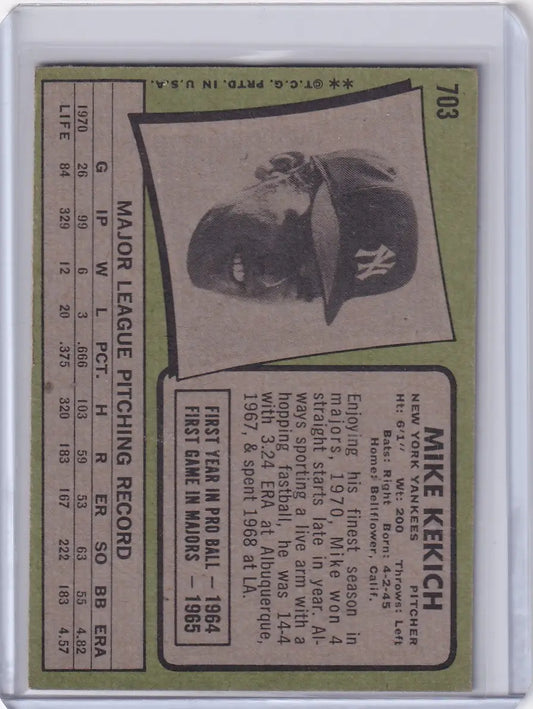 703
MIKE KEKICH
NEW YORK YANKEES PITCHER
Ht: 6'1" Wt: 200 Throws: Left
Bats: Right Born: 4-2-45
Home: Bellflower, Calif.
Enjoying his finest season in
majors, 1970, Mike won 4
straight starts late in year. Al-
ways sporting a live arm with a
hopping fastball, he was 14-4
with 3.24 ERA at Albuquerque,
1967, & spent 1968 at LA.
FIRST YEAR IN PRO BALL — 1964
FIRST GAME IN MAJORS — 1965
NY
**©T.C.G. PRTD. IN U.S.A.
MAJOR LEAGUE PITCHING RECORD
G IP W L PCT. H R ER SO BB ERA
1970 26 99 6 3 .666 103 59 53 63 55 4.82
LIFE 84 329 12 20 .375 320 183 167 222 183 4.57